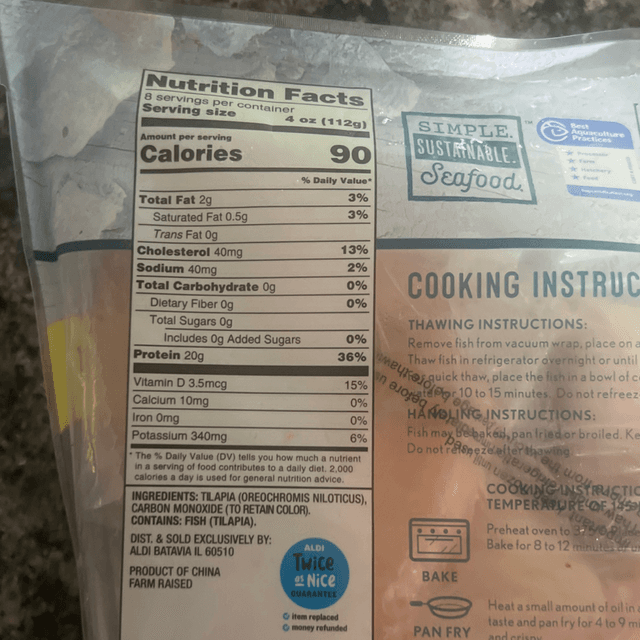 Nutrition Facts
8 servings per container
Serving size 4 oz (112g)
Amount per serving
Calories 90
% Daily Value*
Total Fat 2g 3%
Saturated Fat 0.5g 3%
Trans Fat 0g
Cholesterol 40mg 13%
Sodium 40mg 2%
Total Carbohydrate 0g 0%
Dietary Fiber 0g 0%
Total Sugars 0g
Includes 0g Added Sugars 0%
Protein 20g 36%
Vitamin D 3.5mcg 15%
Calcium 10mg 0%
Iron 0mg 0%
Potassium 340mg 6%
* The % Daily Value (DV) tells you how much a nutrient
in a serving of food contributes to a daily diet. 2,000
calories a day is used for general nutrition advice.
INGREDIENTS: TILAPIA (OREOCHROMIS NILOTICUS),
CARBON MONOXIDE (TO RETAIN COLOR).
CONTAINS: FISH (TILAPIA).
DIST. & SOLD EXCLUSIVELY BY:
ALDI BATAVIA IL 60510
PRODUCT OF CHINA
FARM RAISED
ALDI
Twice
as Nice
GUARANTEE
item replaced
money refunded
SIMPLE.
SUSTAINABLE.
Seafood.
TM
Best
Aquaculture
Practices
COOKING INSTRUC
THAWING INSTRUCTIONS:
Remove fish from vacuum wrap, place on a
Thaw fish in refrigerator overnight or until
quick thaw, place the fish in a bowl of c
for 10 to 15 minutes. Do not refreez
HANDLING INSTRUCTIONS:
Fish may be baked, pan fried or broiled. Ke
Do not refreeze after thawing.
COOKING INSTRUCTIO
TEMPERATURE OF 145
Preheat oven to
Bake for 8 to 12 minutes
BAKE
Heat a small amount of oil in a
taste and pan fry for 4 to 9 m
and crispy
PAN FRY